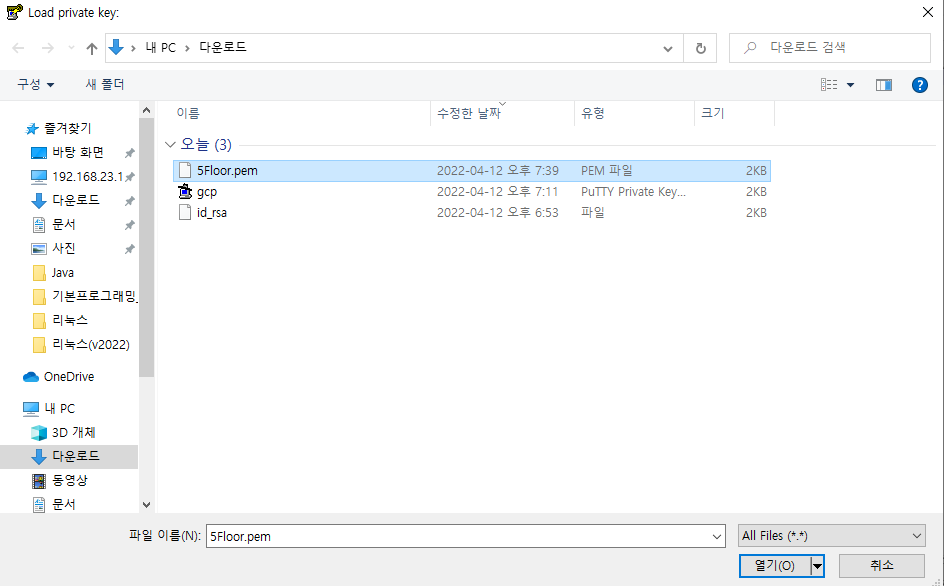 Load private key:
내 PC 다운로드 다운로드 검색
구성 새 폴더
이름 수정한 날짜 유형 크기
즐겨찾기
바탕 화면
192.168.23.1
다운로드
문서
사진
Java
기본프로그래밍_
리눅스
리눅스(v2022)
OneDrive
내 PC
3D 개체
다운로드
동영상
문서
오늘 (3)
5Floor.pem 2022-04-12 오후 7:39 PEM 파일 2KB
gcp 2022-04-12 오후 7:11 PuTTY Private Key... 2KB
id_rsa 2022-04-12 오후 6:53 파일 2KB
파일 이름(N): 5Floor.pem All Files (*.*)
열기(O) 취소